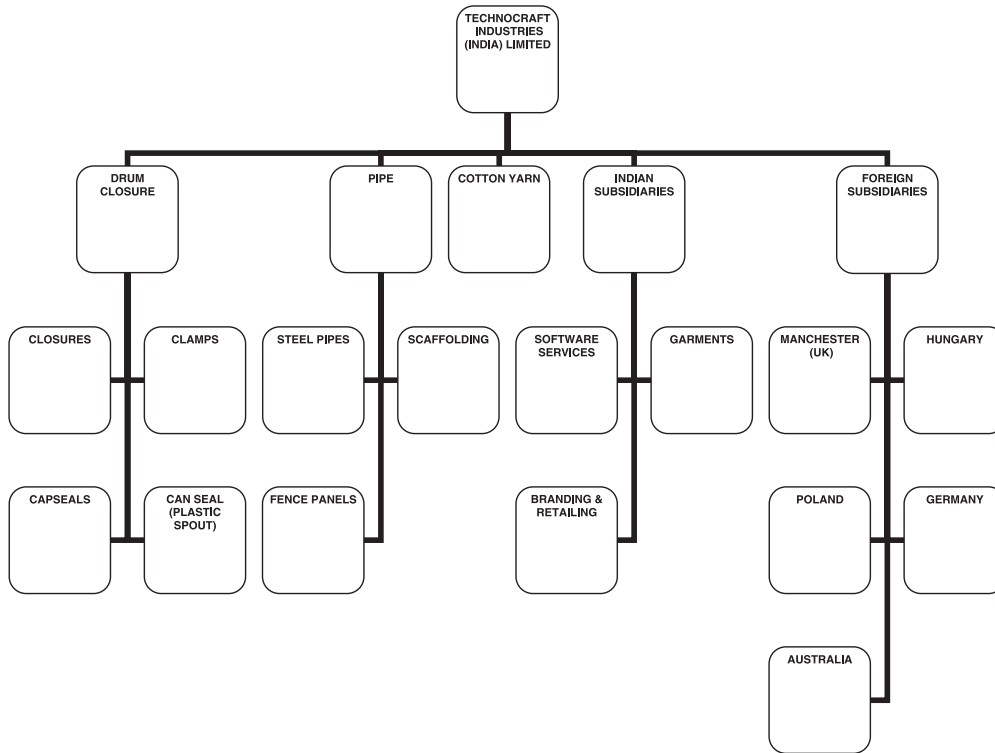 TECHNOCRAFT
INDUSTRIES
(INDIA) LIMITED
DRUM
CLOSURE
PIPE
COTTON YARN
INDIAN
SUBSIDIARIES
FOREIGN
SUBSIDIARIES
CLOSURES
CLAMPS
STEEL PIPES
SCAFFOLDING
SOFTWARE
SERVICES
GARMENTS
MANCHESTER
(UK)
HUNGARY
CAPSEALS
CAN SEAL
(PLASTIC
SPOUT)
FENCE PANELS
BRANDING &
RETAILING
POLAND
GERMANY
AUSTRALIA